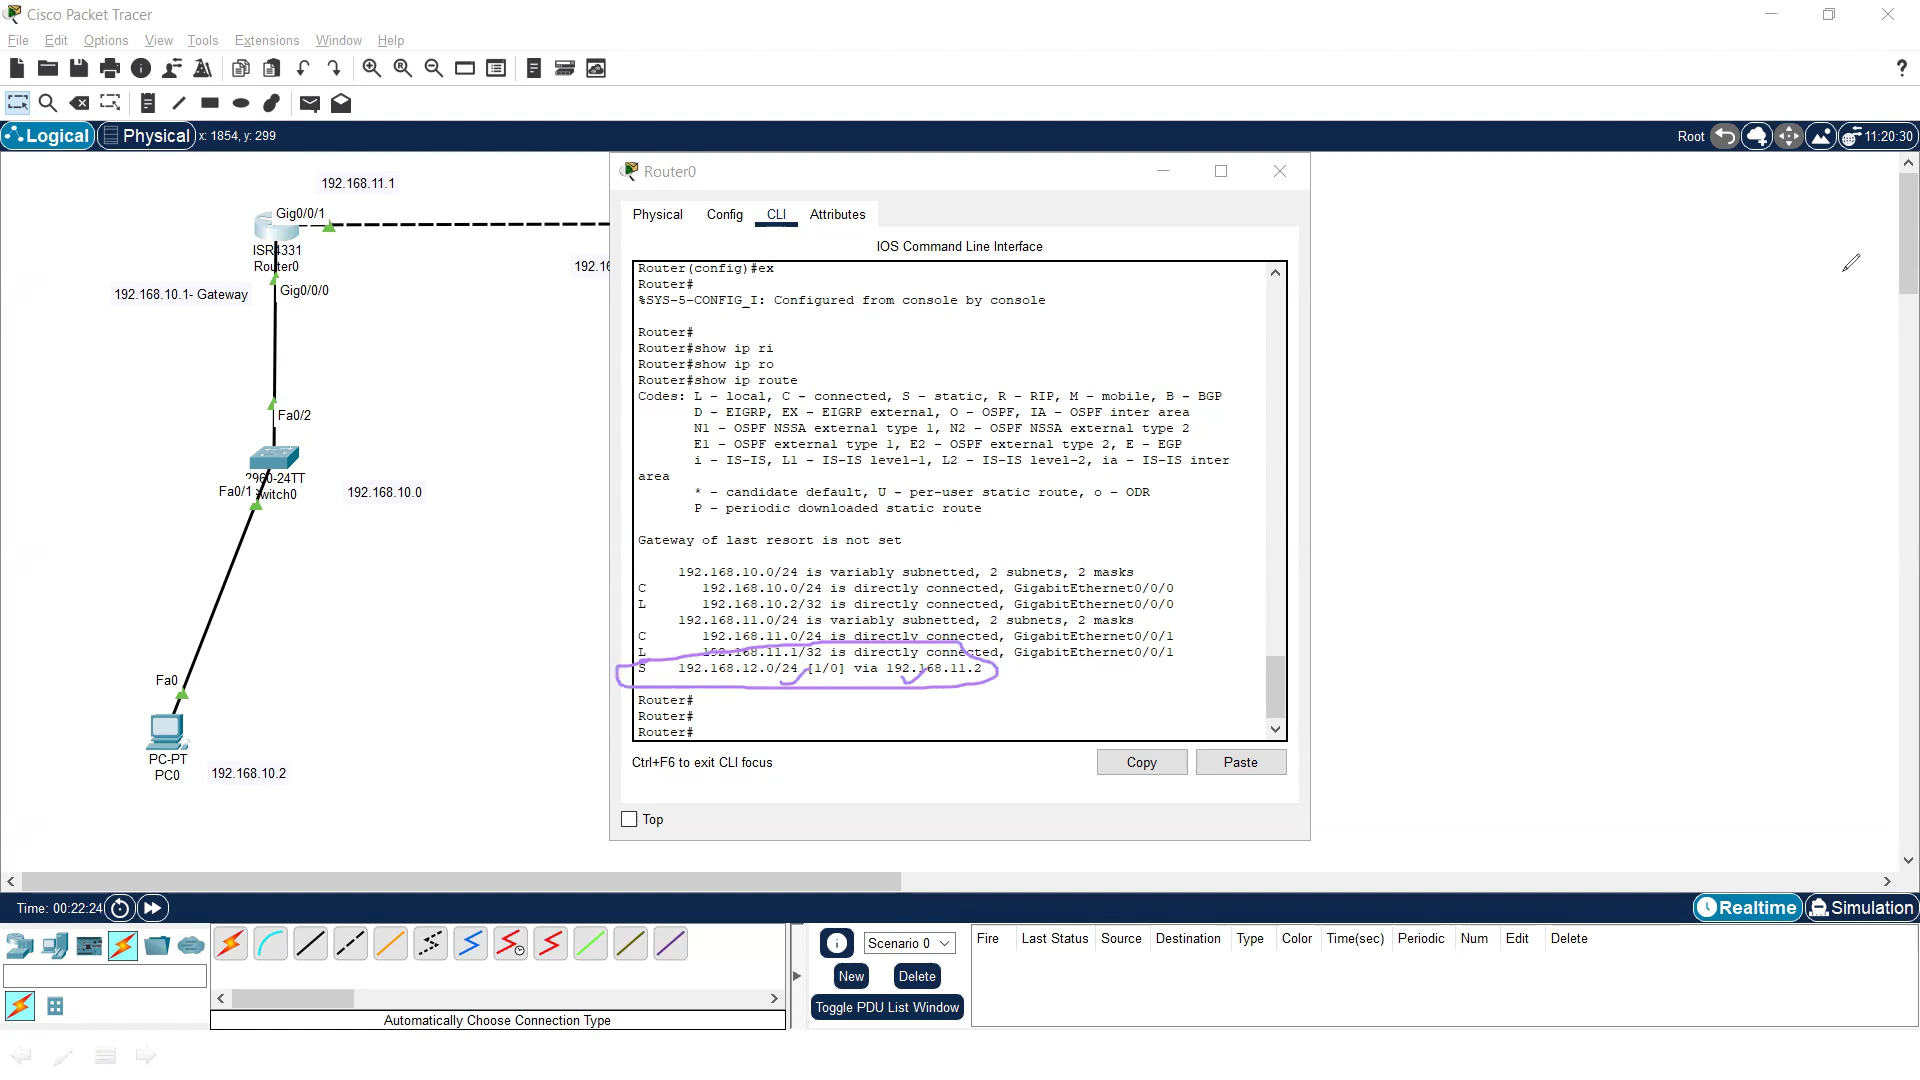 Cisco Packet Tracer
File Edit Options View Tools Extensions Window Help
?
Logical Physical x: 1854, y: 299
Root 11:20:30
192.168.11.1
Gig0/0/1
ISR4331
Router0
192.16
192.168.10.1- Gateway
Gig0/0/0
Fa0/2
2960-24TT
Fa0/1
witch0
192.168.10.0
Fa0
PC-PT
PC0
192.168.10.2
Router0
Physical Config CLI Attributes
IOS Command Line Interface
Router(config)#ex
Router#
%SYS-5-CONFIG_I: Configured from console by console
Router#
Router#show ip ri
Router#show ip ro
Router#show ip route
Codes: L - local, C - connected, S - static, R - RIP, M - mobile, B - BGP
D - EIGRP, EX - EIGRP external, O - OSPF, IA - OSPF inter area
N1 - OSPF NSSA external type 1, N2 - OSPF NSSA external type 2
E1 - OSPF external type 1, E2 - OSPF external type 2, E - EGP
i - IS-IS, L1 - IS-IS level-1, L2 - IS-IS level-2, ia - IS-IS inter
area
* - candidate default, U - per-user static route, o - ODR
P - periodic downloaded static route
Gateway of last resort is not set
192.168.10.0/24 is variably subnetted, 2 subnets, 2 masks
C 192.168.10.0/24 is directly connected, GigabitEthernet0/0/0
L 192.168.10.2/32 is directly connected, GigabitEthernet0/0/0
192.168.11.0/24 is variably subnetted, 2 subnets, 2 masks
C 192.168.11.0/24 is directly connected, GigabitEthernet0/0/1
L 192.168.11.1/32 is directly connected, GigabitEthernet0/0/1
S 192.168.12.0/24 [1/0] via 192.168.11.2
Router#
Router#
Router#
Ctrl+F6 to exit CLI focus
Copy Paste
Top
Time: 00:22:24
Realtime Simulation
Automatically Choose Connection Type
Scenario 0
New Delete
Toggle PDU List Window
Fire Last Status Source Destination Type Color Time(sec) Periodic Num Edit Delete